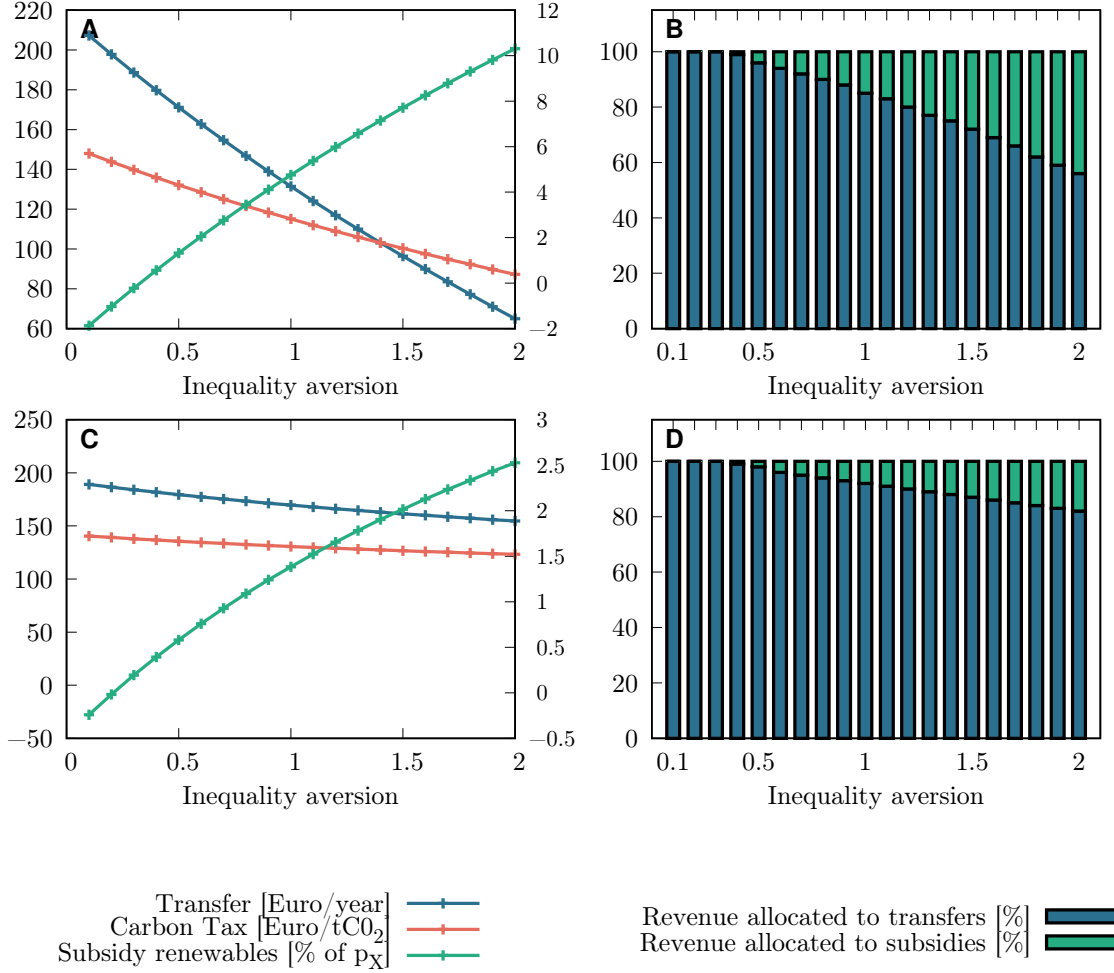 A
220
200
180
160
140
120
100
80
60
12
10
8
6
4
2
0
−2
0 0.5 1 1.5 2
Inequality aversion
B
100
80
60
40
20
0
0.1 0.5 1 1.5 2
Inequality aversion
C
250
200
150
100
50
0
−50
3
2.5
2
1.5
1
0.5
0
−0.5
0 0.5 1 1.5 2
Inequality aversion
D
100
80
60
40
20
0
0.1 0.5 1 1.5 2
Inequality aversion
Transfer [Euro/year]
Carbon Tax [Euro/tC0₂]
Subsidy renewables [% of p_X]
Revenue allocated to transfers [%]
Revenue allocated to subsidies [%]